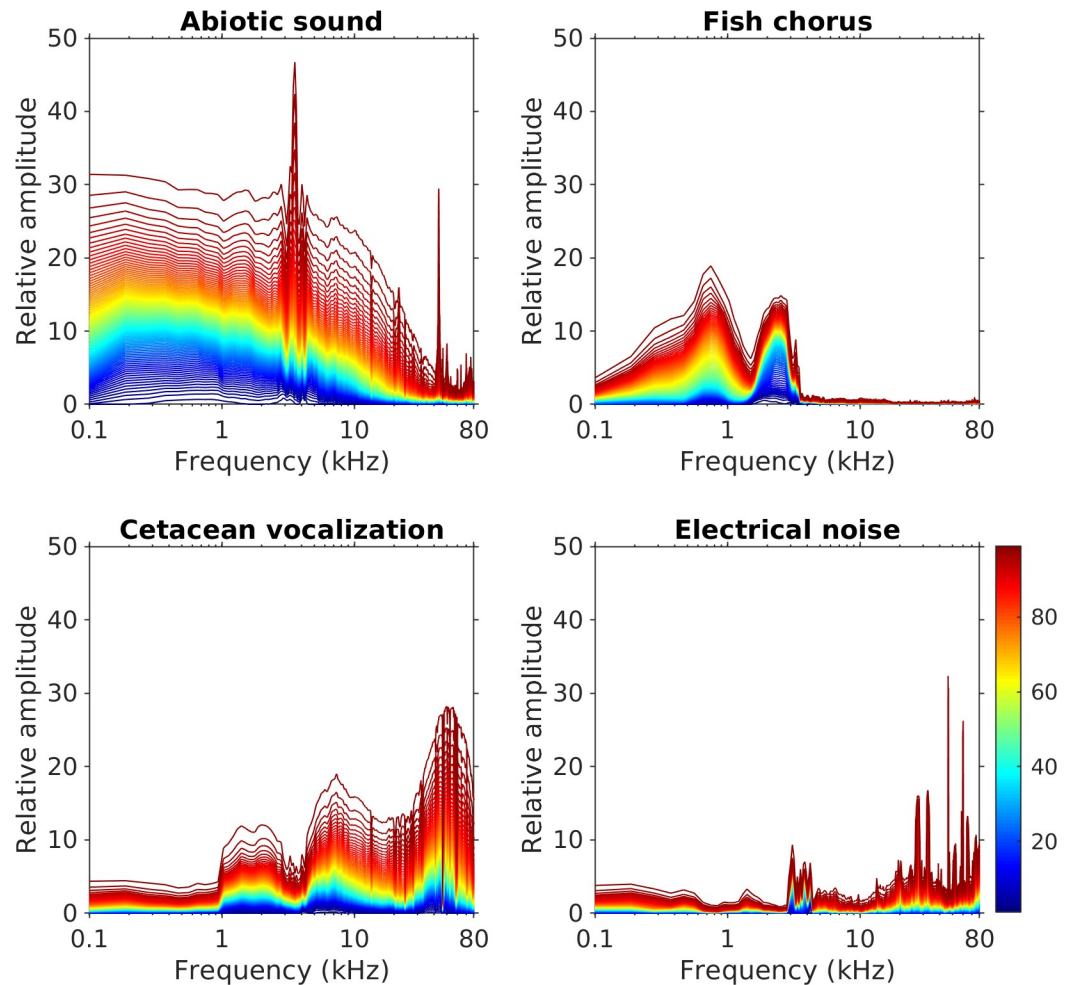 Abiotic sound
50
40
30
20
10
0
Relative amplitude
0.1 1 10 80
Frequency (kHz)
Fish chorus
50
40
30
20
10
0
Relative amplitude
0.1 1 10 80
Frequency (kHz)
Cetacean vocalization
50
40
30
20
10
0
Relative amplitude
0.1 1 10 80
Frequency (kHz)
Electrical noise
50
40
30
20
10
0
Relative amplitude
0.1 1 10 80
Frequency (kHz)
80
60
40
20